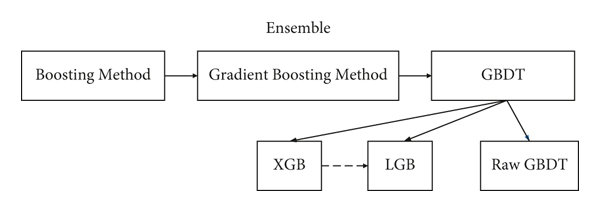 Ensemble
Boosting Method
Gradient Boosting Method
GBDT
XGB
LGB
Raw GBDT